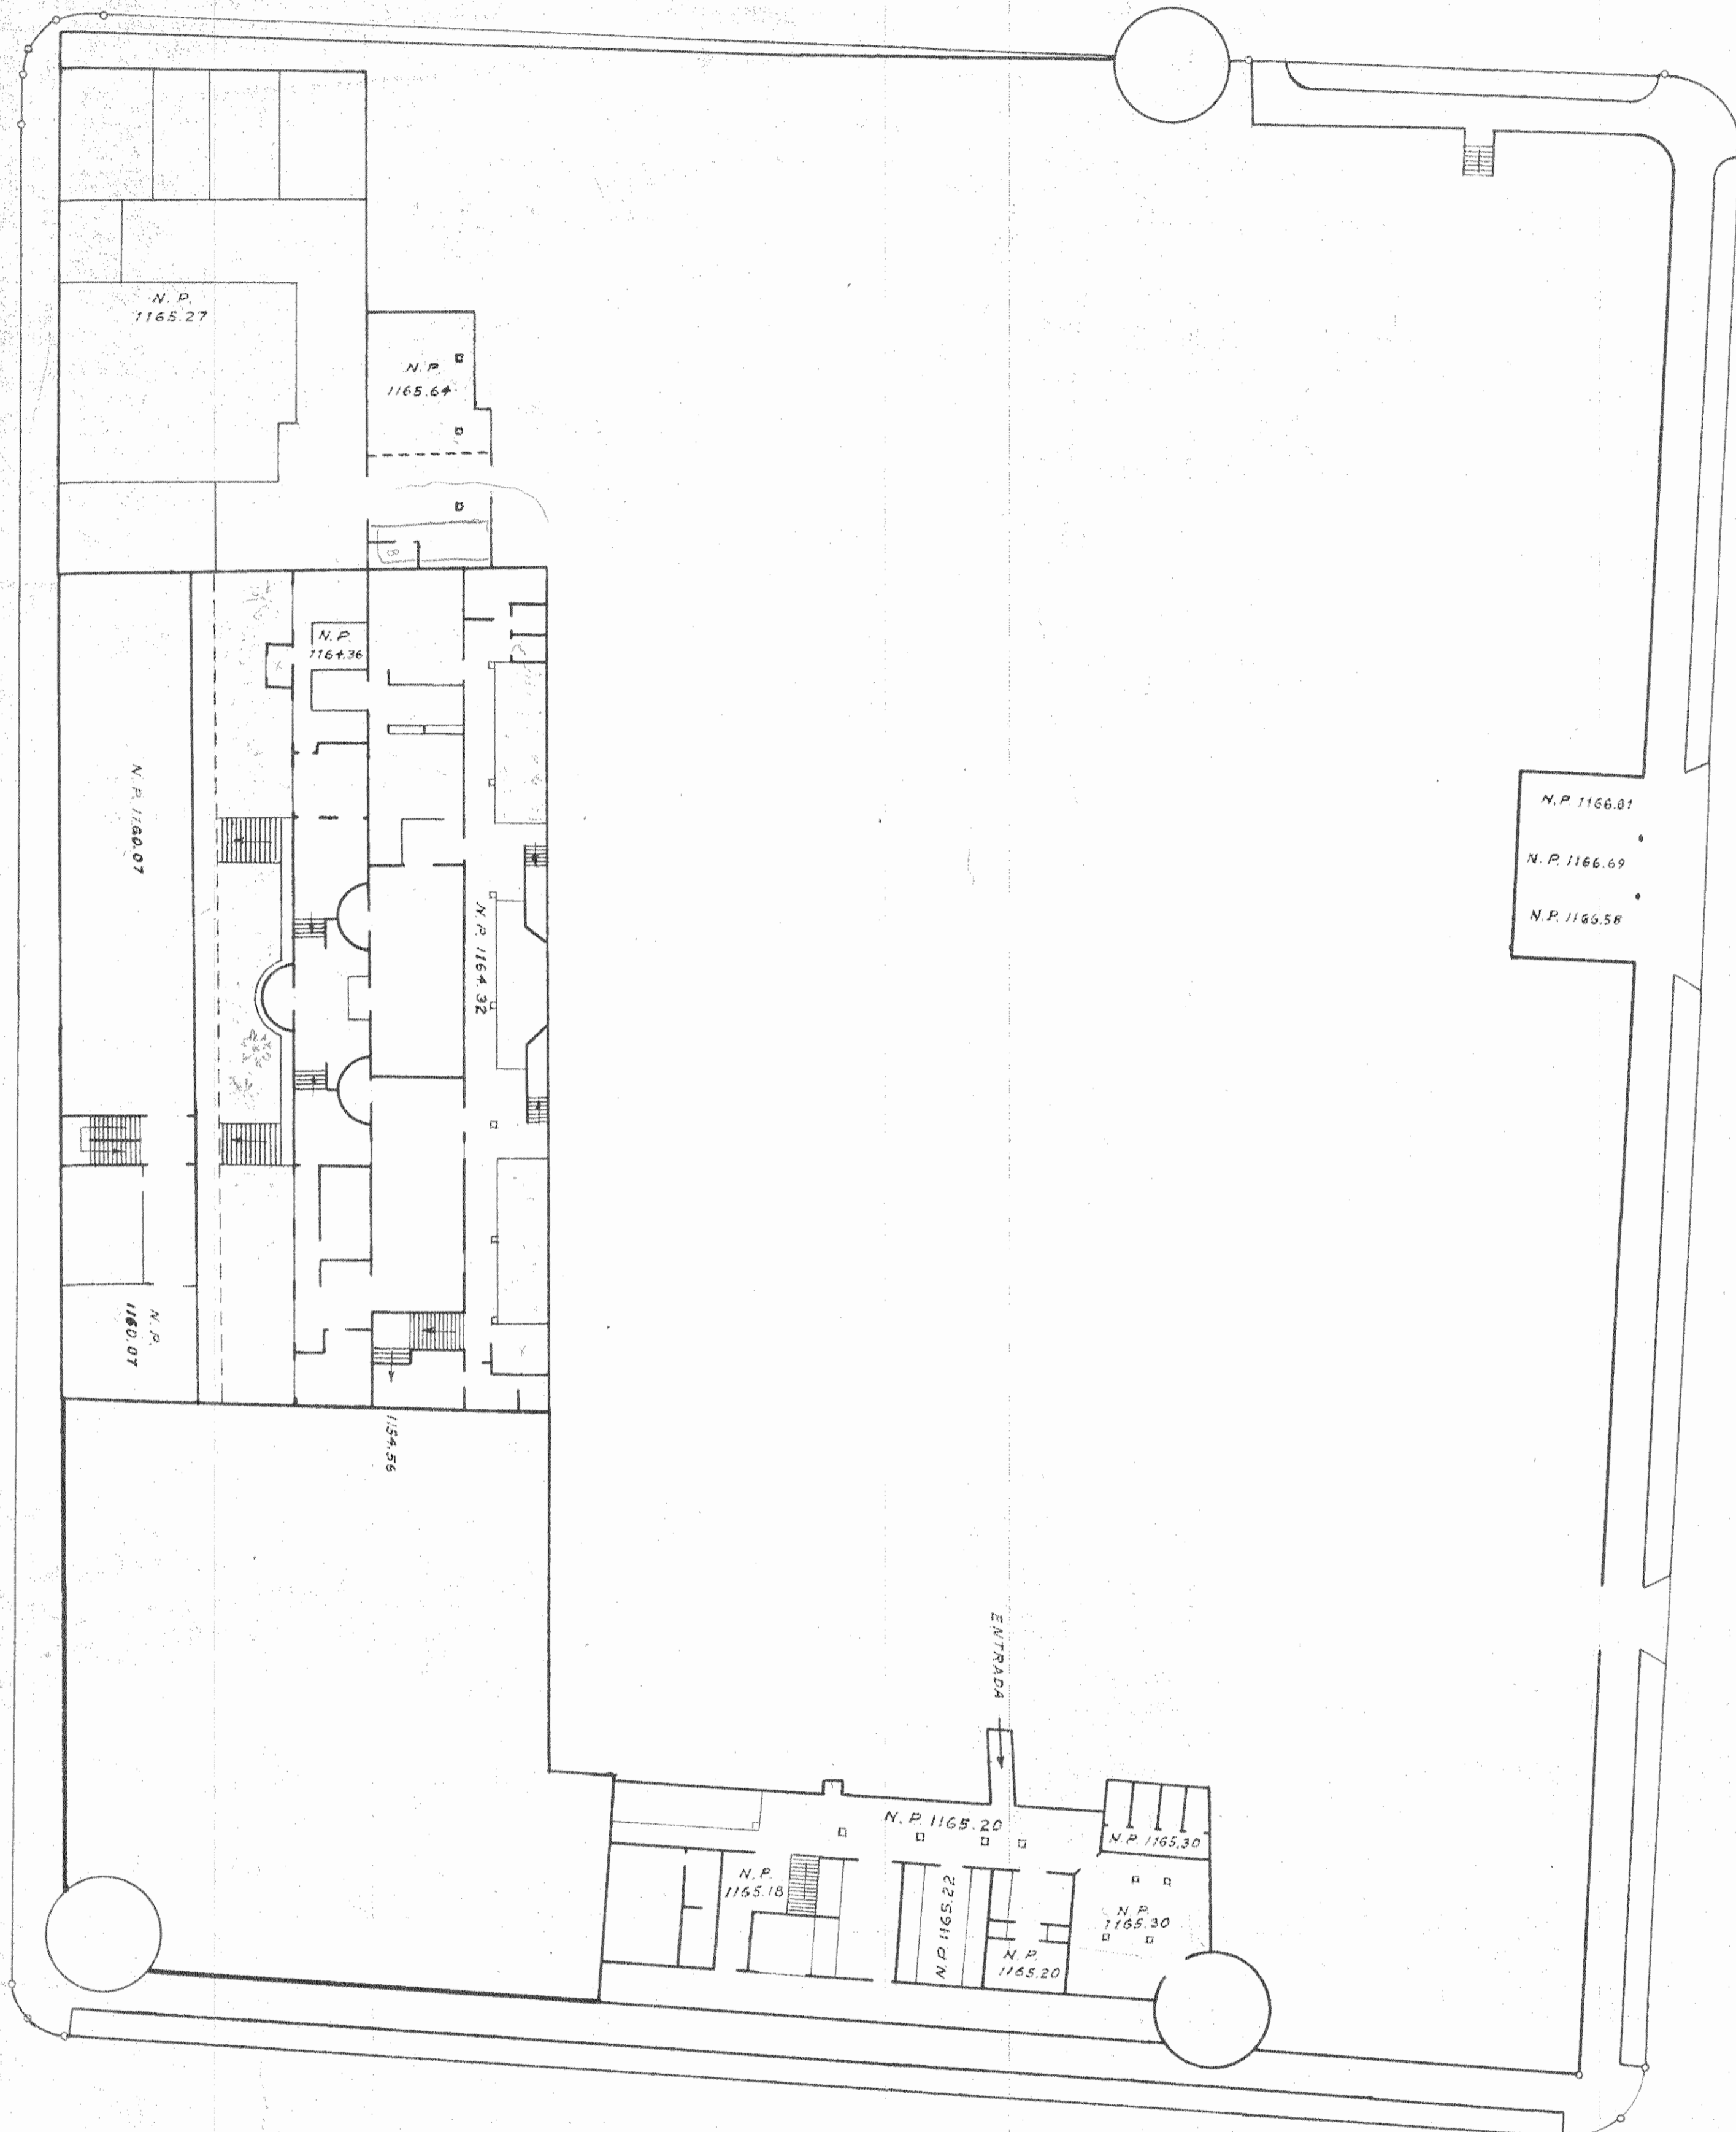 N. P.
1165.27
N. P.
1165.64
B
N. P.
1164.36
N. P. 1160.07
N. P. 1164.32
N. P. 1166.81
N. P. 1166.69
N. P. 1166.58
N. P.
1160.07
1154.56
ENTRADA
N. P. 1165.20
N. P. 1165.30
N. P.
1165.18
N. P. 1165.22
N. P.
1165.30
N. P.
1165.20